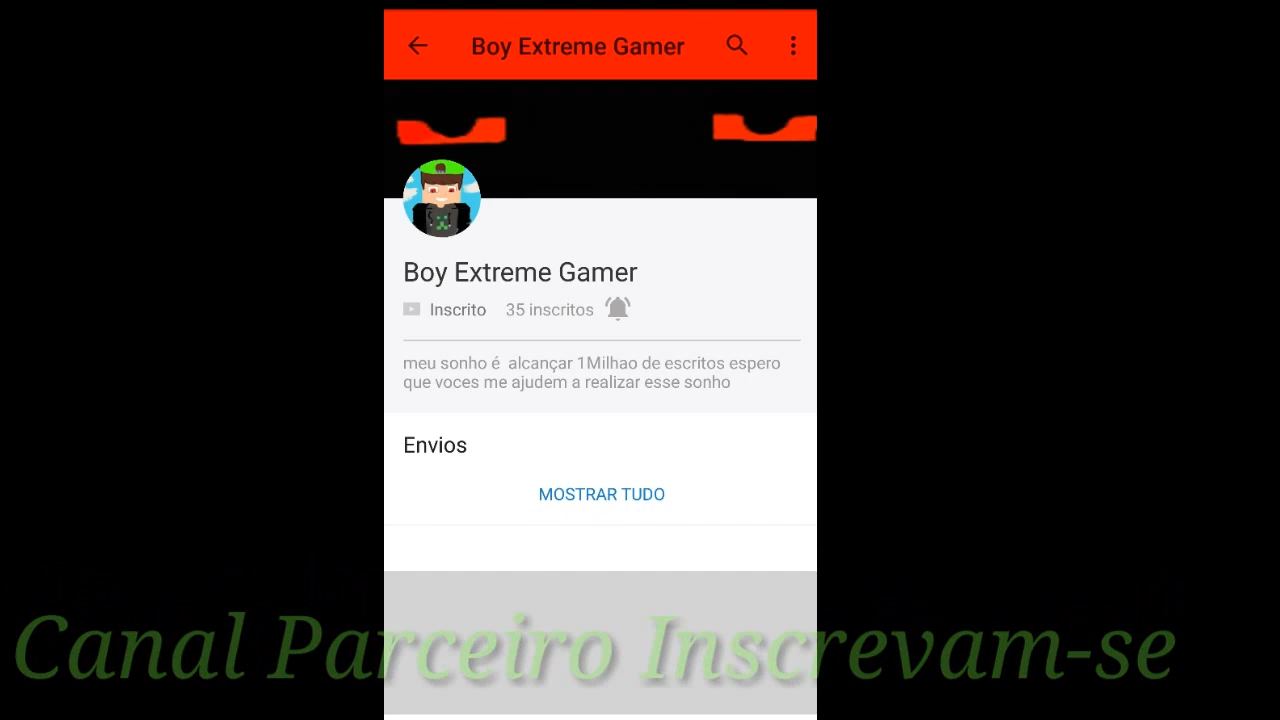 Boy Extreme Gamer
Boy Extreme Gamer
Inscrito 35 inscritos
meu sonho é alcançar 1Milhao de escritos espero
que voces me ajudem a realizar esse sonho
Envios
MOSTRAR TUDO
Canal Parceiro Inscrevam-se